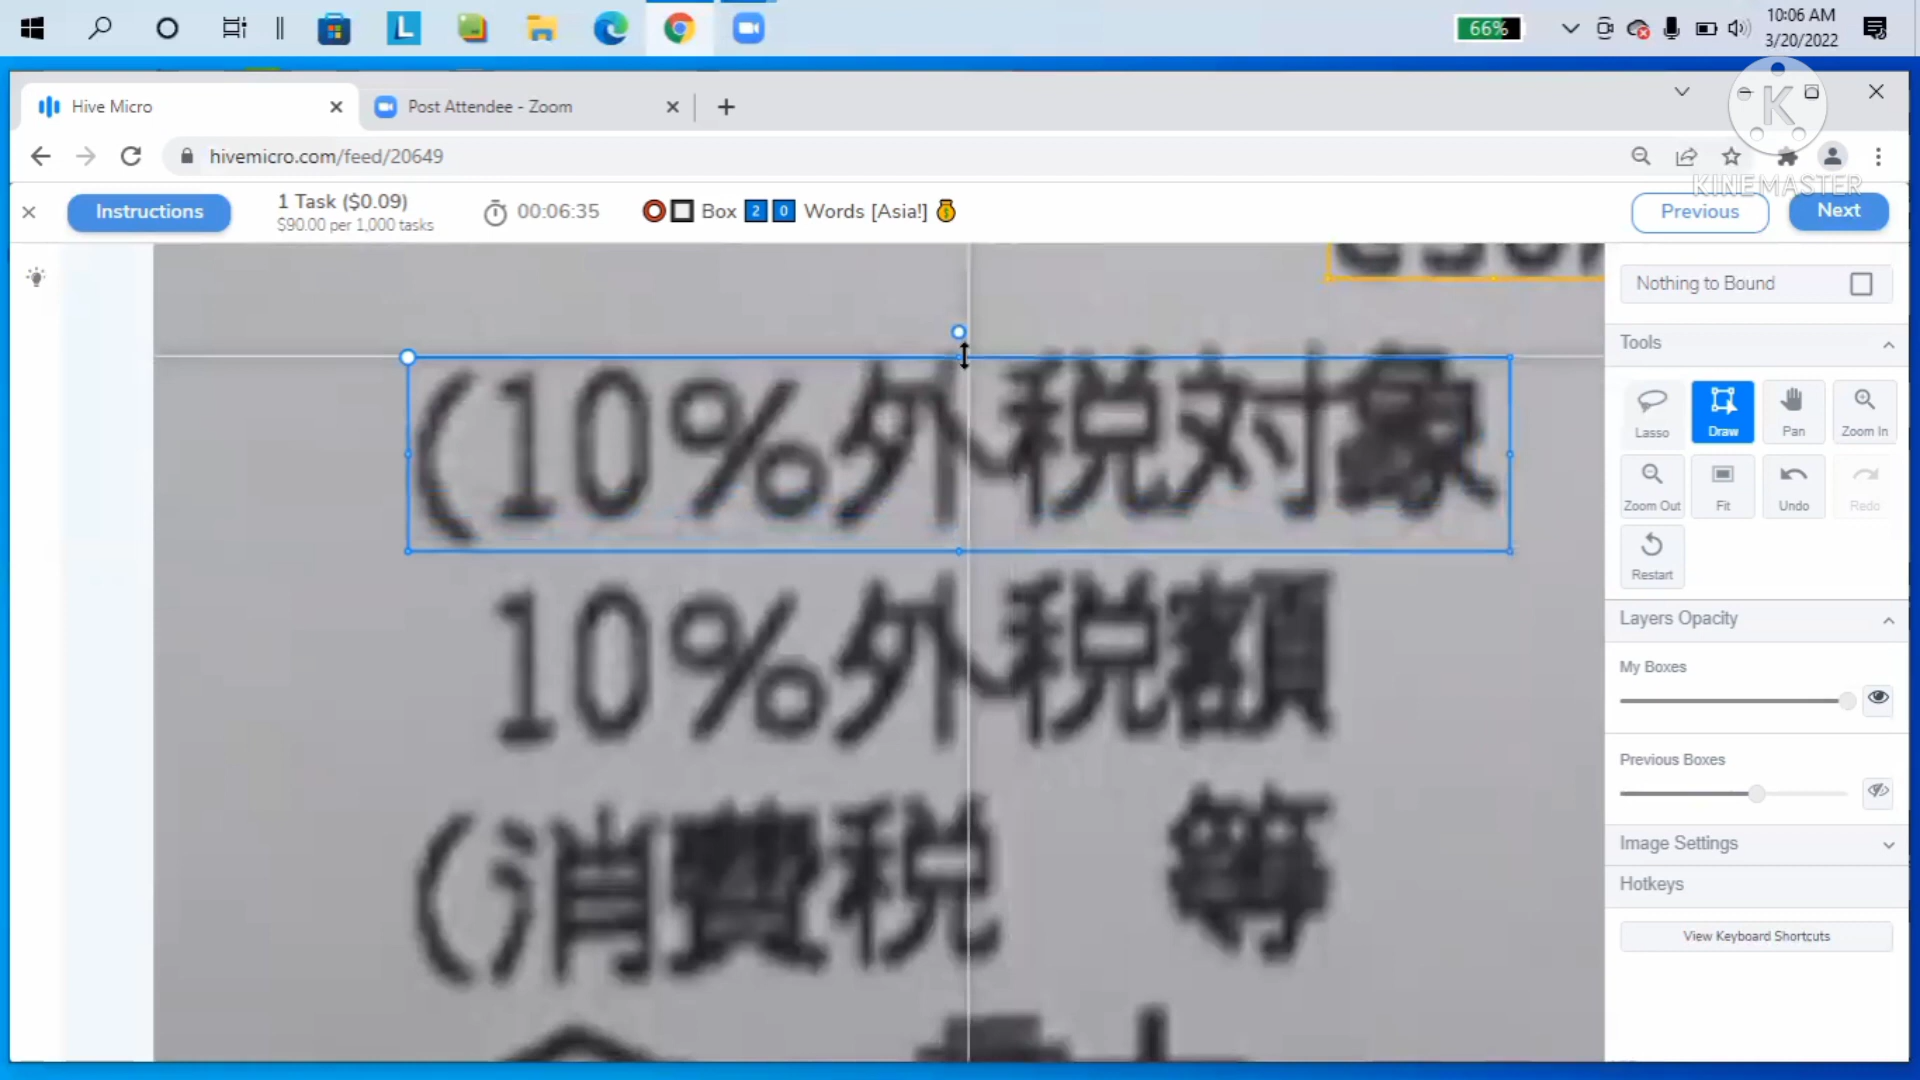 66%
10:06 AM
3/20/2022
Hive Micro
Post Attendee - Zoom
hivemicro.com/feed/20649
KINEMASTER
Instructions
1 Task ($0.09)
$90.00 per 1,000 tasks
00:06:35
Box 2 0 Words [Asia!]
Previous
Next
Nothing to Bound
Tools
Lasso
Draw
Pan
Zoom In
Zoom Out
Fit
Undo
Redo
Restart
Layers Opacity
My Boxes
Previous Boxes
Image Settings
Hotkeys
View Keyboard Shortcuts
(10%外税対象
10%外税額
(消費税 等